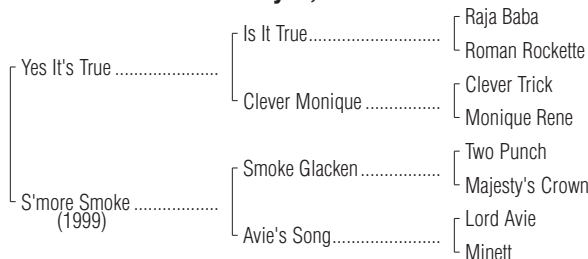 Raja Baba
Is It True
Roman Rockette
Yes It's True
Clever Trick
Clever Monique
Monique Rene
Two Punch
Smoke Glacken
Majesty's Crown
S'more Smoke
(1999)
Lord Avie
Avie's Song
Minett